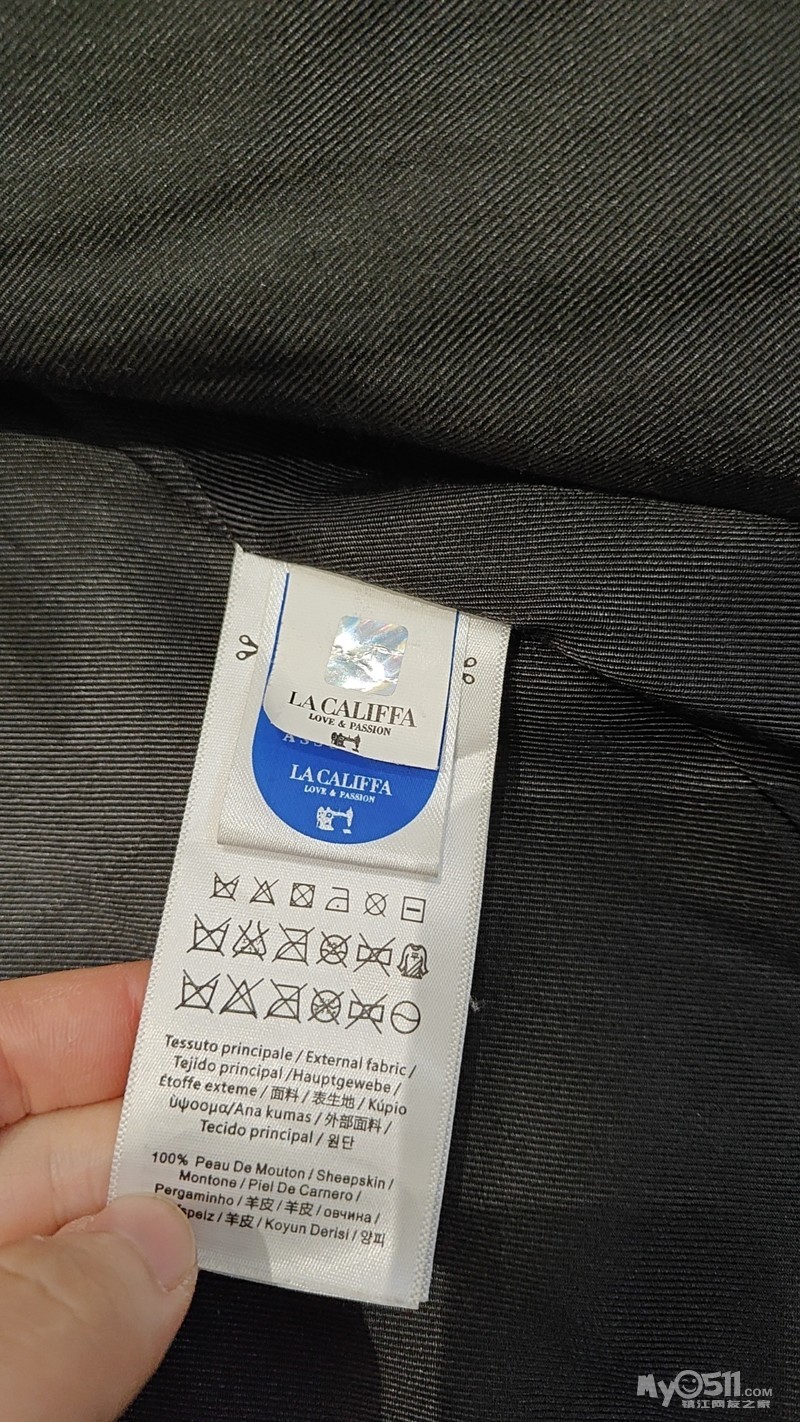 LA CALIFFA
LOVE & PASSION
LA CALIFFA
LOVE & PASSION
Tessuto principale / External fabric /
Tejido principal /Hauptgewebe /
Étoffe exteme / 面料 / 表生地 / Kúpio
ύψοομα/Ana kumas / 外部面料 /
Tecido principal / 원단
100% Peau De Mouton / Sheepskin /
Montone / Piel De Carnero /
Pergaminho / 羊皮 / 羊皮 / овчина /
/ 羊皮 / Koyun Derisi / 양피
My0511.COM
镇江网友之家